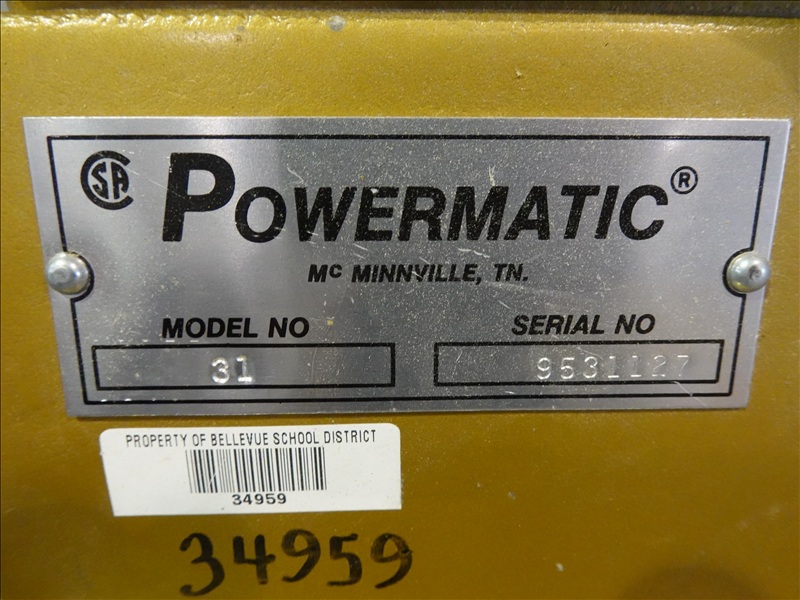 SA
POWERMATIC®
Mc MINNVILLE, TN.
MODEL NO
SERIAL NO
31
9531127
PROPERTY OF BELLEVUE SCHOOL DISTRICT
34959
34959